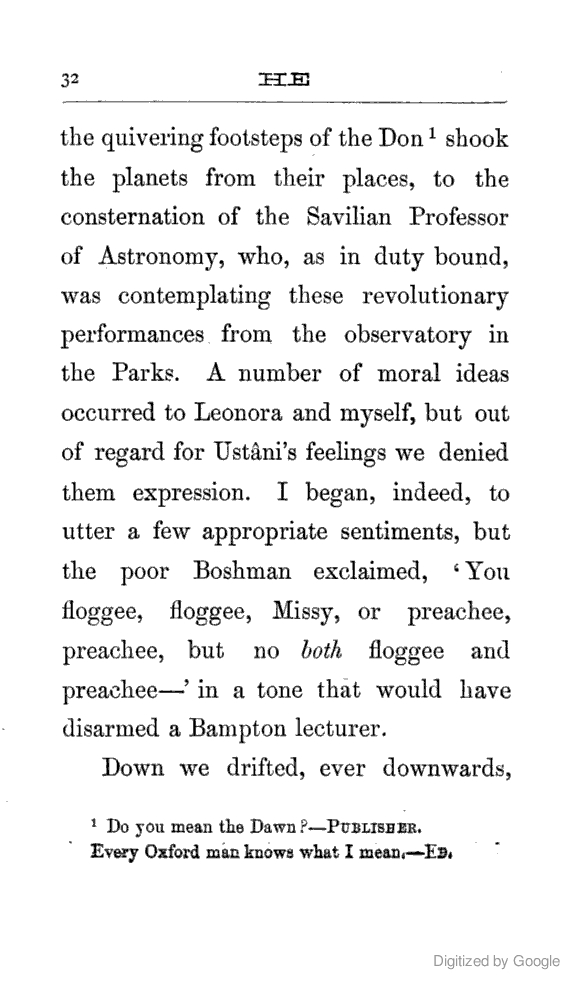 32 HE
the quivering footsteps of the Don ¹ shook
the planets from their places, to the
consternation of the Savilian Professor
of Astronomy, who, as in duty bound,
was contemplating these revolutionary
performances from the observatory in
the Parks. A number of moral ideas
occurred to Leonora and myself, but out
of regard for Ustâni's feelings we denied
them expression. I began, indeed, to
utter a few appropriate sentiments, but
the poor Boshman exclaimed, ‘You
floggee, floggee, Missy, or preachee,
preachee, but no both floggee and
preachee—’ in a tone that would have
disarmed a Bampton lecturer.
Down we drifted, ever downwards,
¹ Do you mean the Dawn?—PUBLISHER.
Every Oxford man knows what I mean.—ED.
Digitized by Google